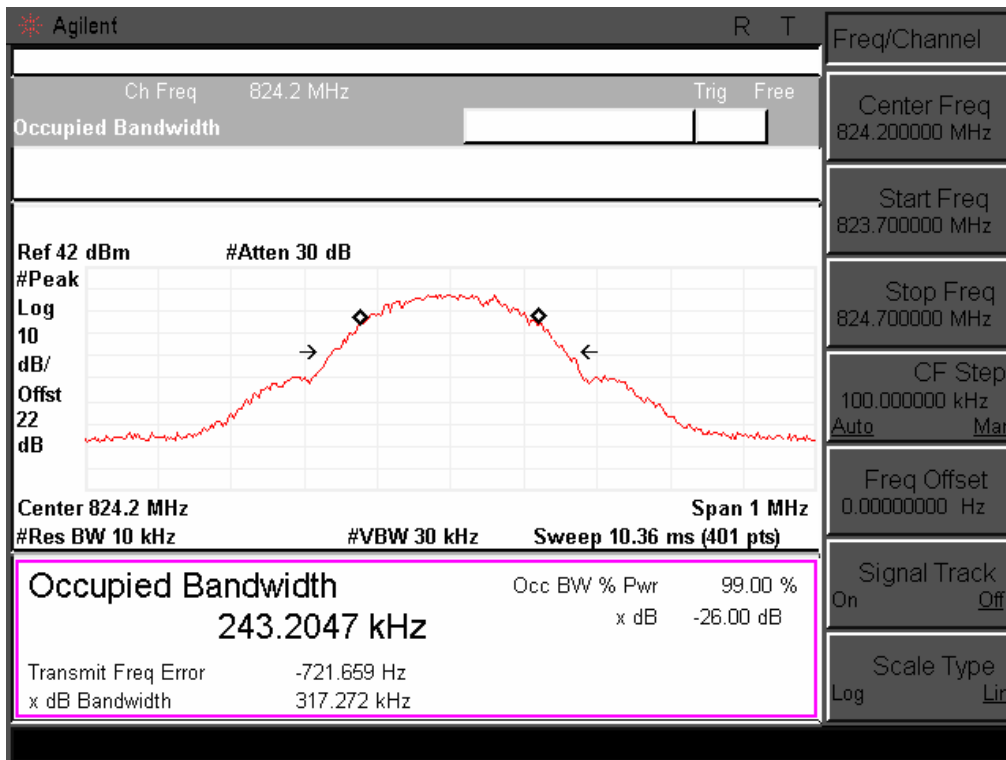 Agilent R T
Freq/Channel
Ch Freq 824.2 MHz Trig Free
Occupied Bandwidth
Center Freq
824.200000 MHz
Start Freq
823.700000 MHz
Stop Freq
824.700000 MHz
CF Step
100.000000 kHz
Auto Man
Freq Offset
0.00000000 Hz
Signal Track
On Off
Scale Type
Log Lin
Ref 42 dBm #Atten 30 dB
#Peak
Log
10
dB/
Offst
22
dB
Center 824.2 MHz Span 1 MHz
#Res BW 10 kHz #VBW 30 kHz Sweep 10.36 ms (401 pts)
Occupied Bandwidth
243.2047 kHz
Occ BW % Pwr 99.00 %
x dB -26.00 dB
Transmit Freq Error -721.659 Hz
x dB Bandwidth 317.272 kHz